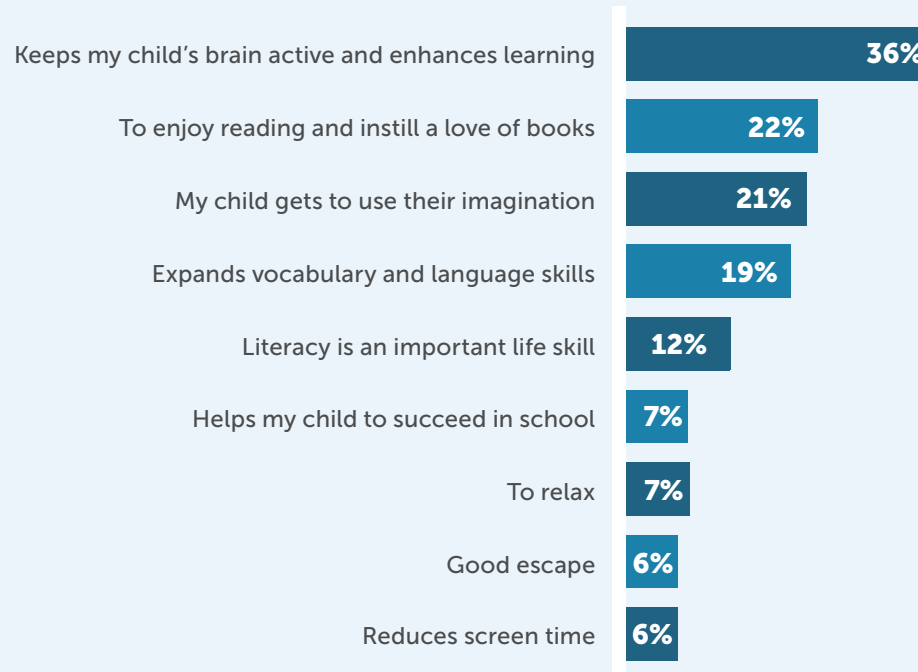 Keeps my child’s brain active and enhances learning 36%
To enjoy reading and instill a love of books 22%
My child gets to use their imagination 21%
Expands vocabulary and language skills 19%
Literacy is an important life skill 12%
Helps my child to succeed in school 7%
To relax 7%
Good escape 6%
Reduces screen time 6%